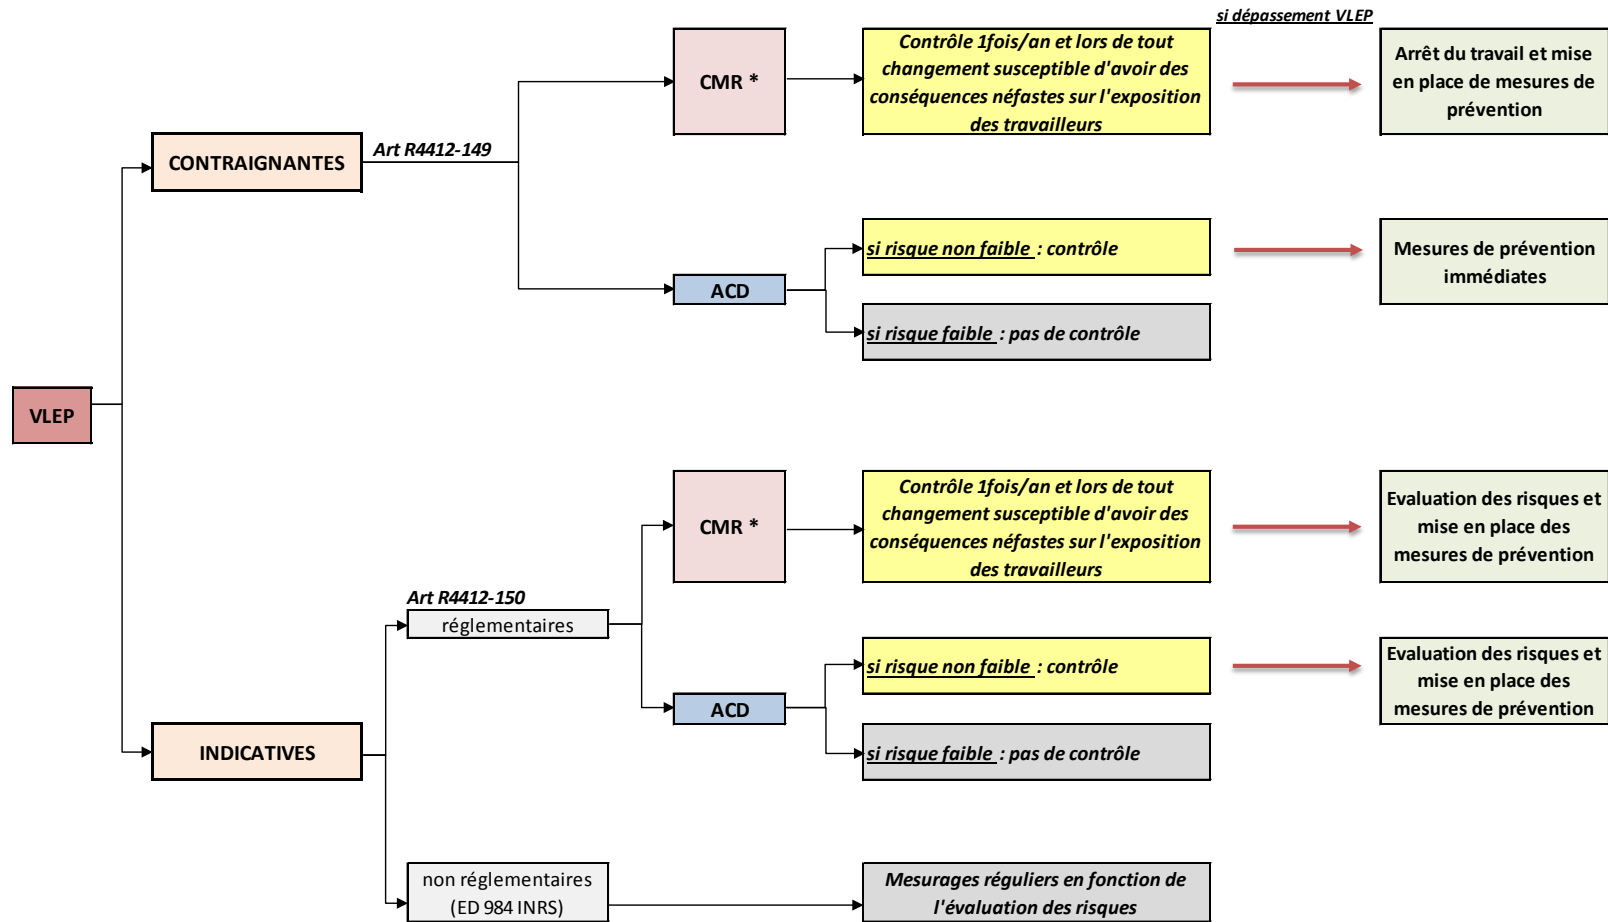 si dépassement VLEP
CMR *
Contrôle 1fois/an et lors de tout
changement susceptible d'avoir des
conséquences néfastes sur l'exposition
des travailleurs
Arrêt du travail et mise
en place de mesures de
prévention
CONTRAIGNANTES
Art R4412-149
ACD
si risque non faible : contrôle
Mesures de prévention
immédiates
si risque faible : pas de contrôle
VLEP
CMR *
Contrôle 1fois/an et lors de tout
changement susceptible d'avoir des
conséquences néfastes sur l'exposition
des travailleurs
Evaluation des risques et
mise en place des
mesures de prévention
Art R4412-150
réglementaires
ACD
si risque non faible : contrôle
Evaluation des risques et
mise en place des
mesures de prévention
si risque faible : pas de contrôle
INDICATIVES
non réglementaires
(ED 984 INRS)
Mesurages réguliers en fonction de
l'évaluation des risques